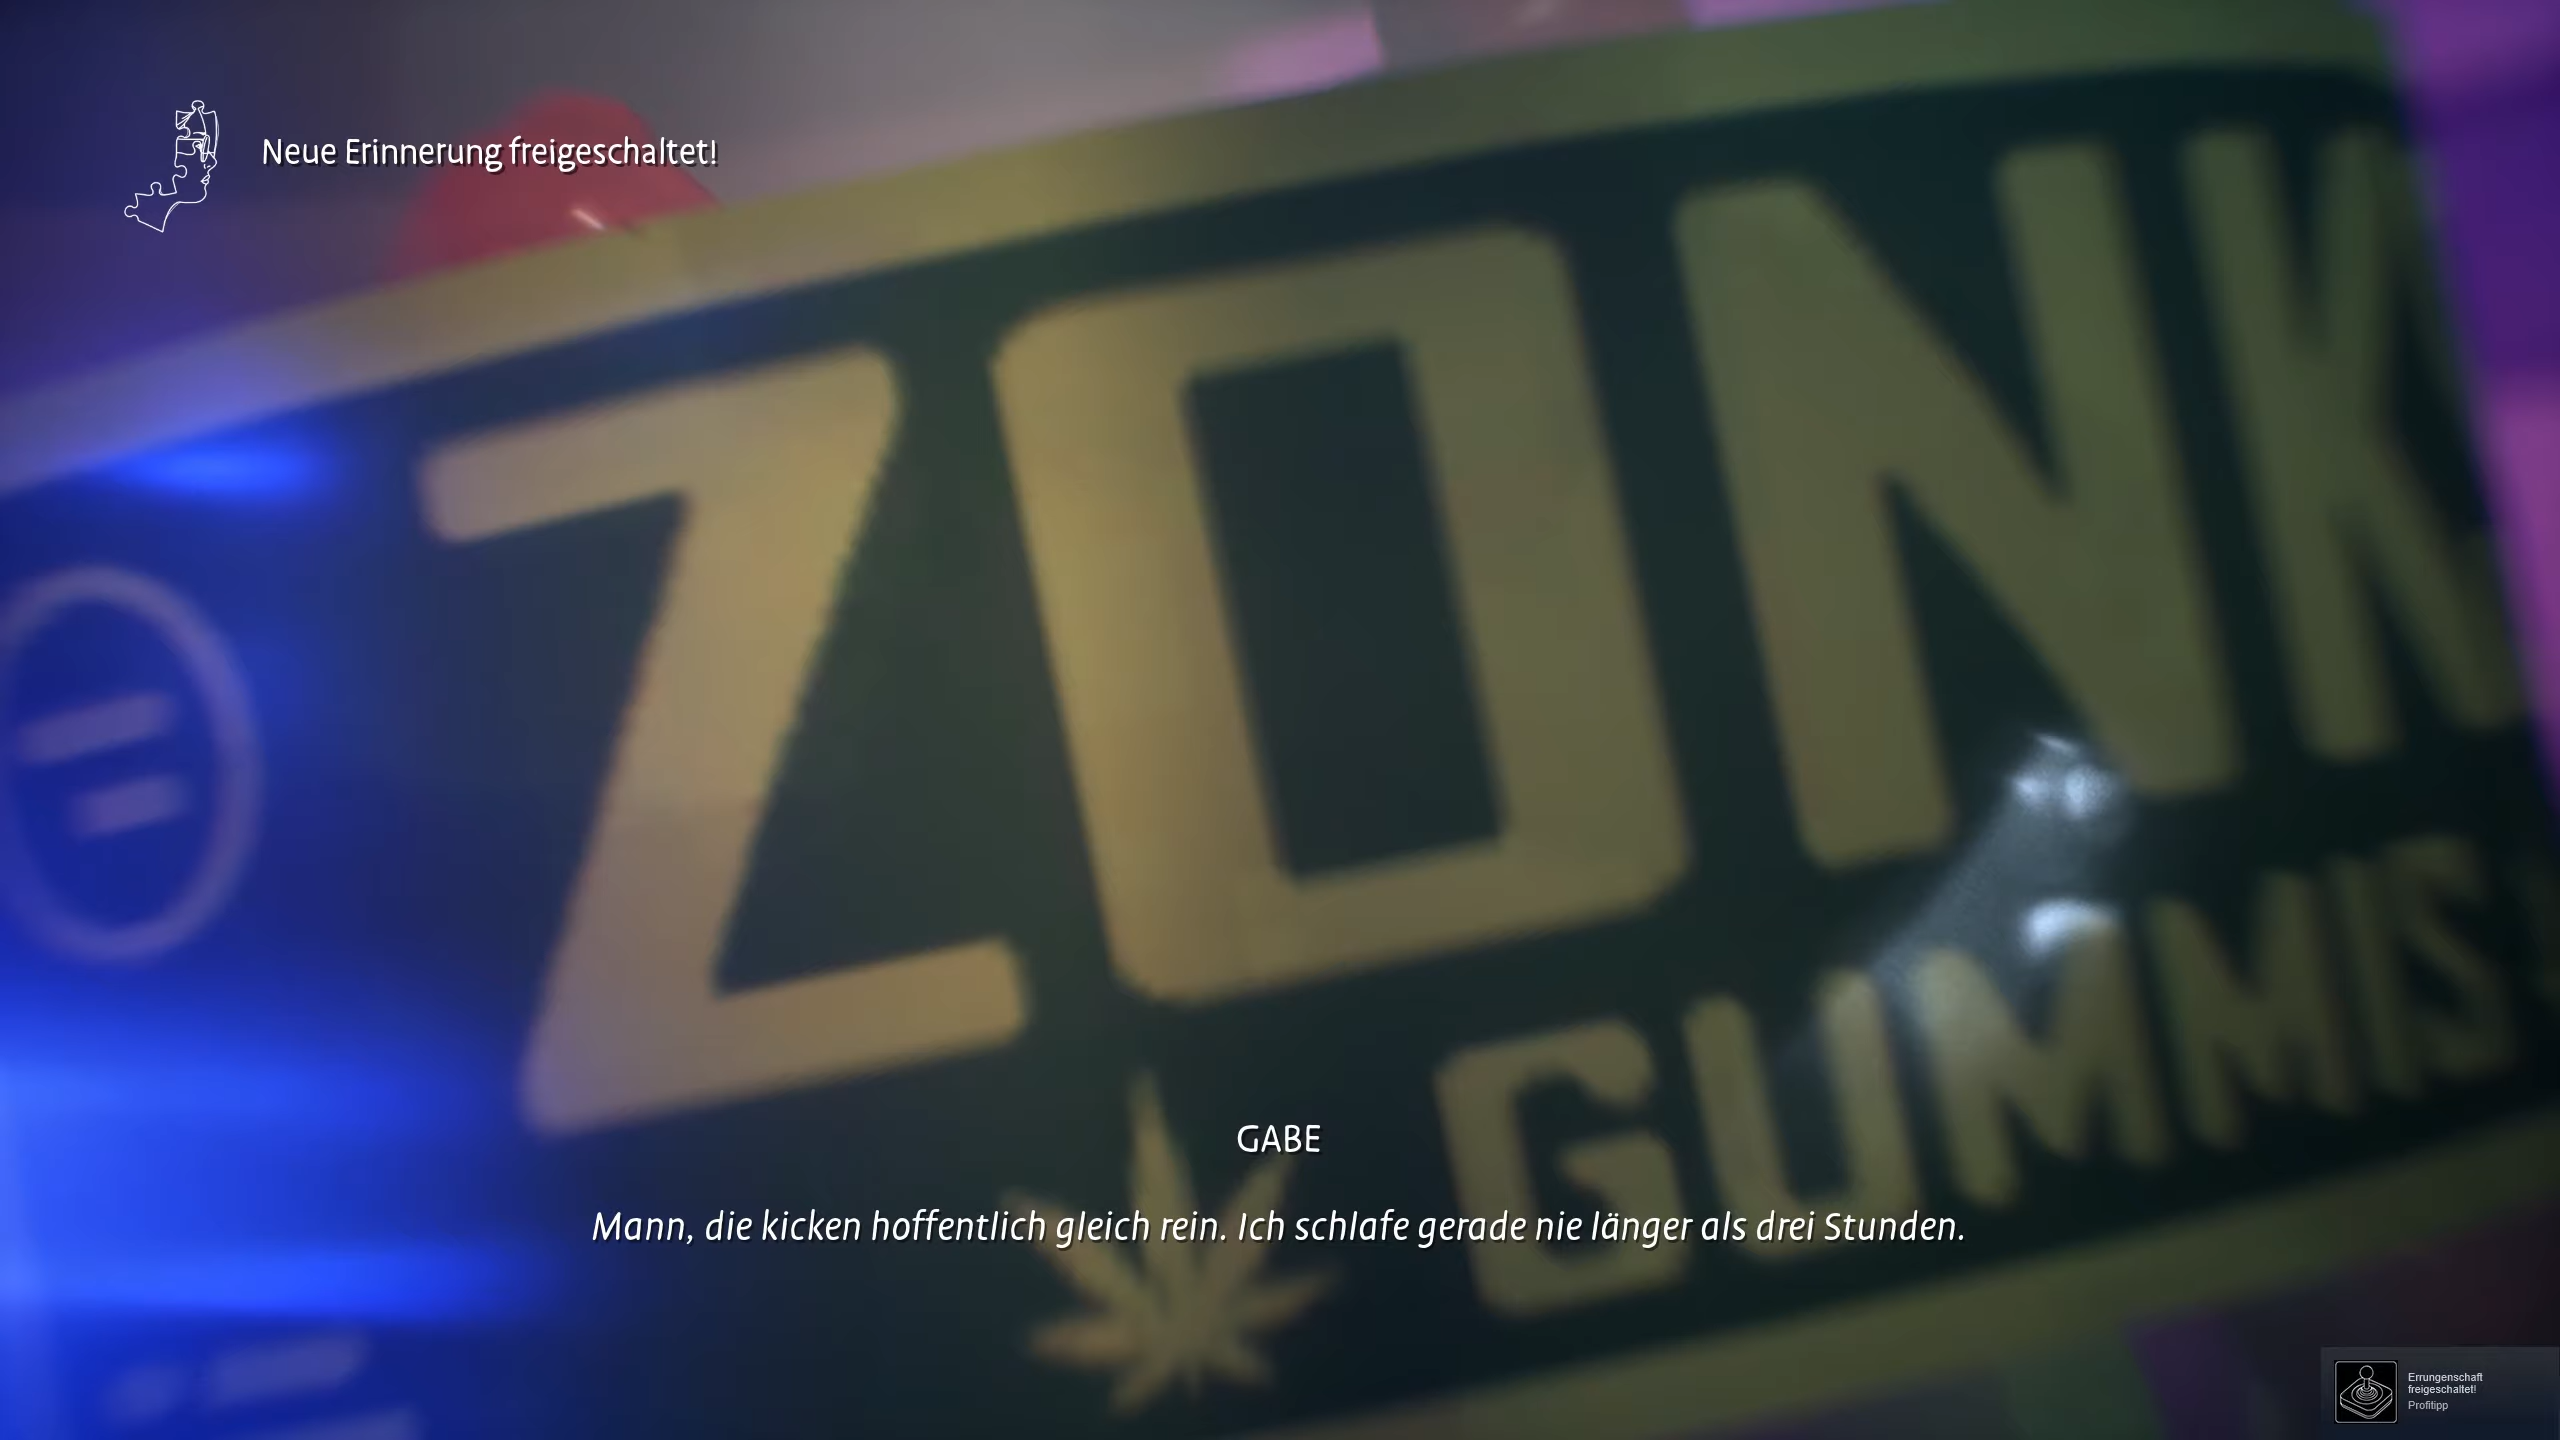 Neue Erinnerung freigeschaltet!
ZONK
GUMMIS
GABE
Mann, die kicken hoffentlich gleich rein. Ich schlafe gerade nie länger als drei Stunden.
Errungenschaft
freigeschaltet!
Profitipp